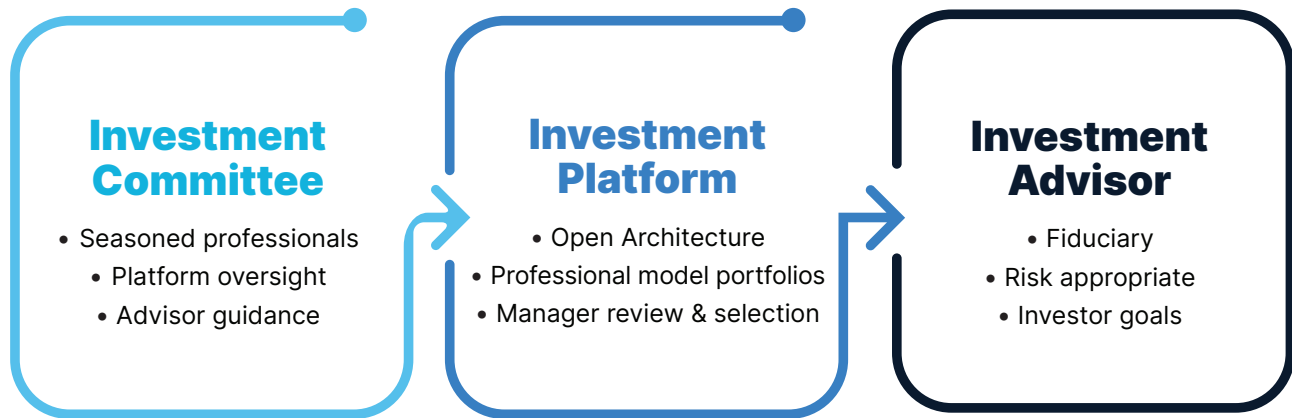 Investment
Committee
• Seasoned professionals
• Platform oversight
• Advisor guidance
Investment
Platform
• Open Architecture
• Professional model portfolios
• Manager review & selection
Investment
Advisor
• Fiduciary
• Risk appropriate
• Investor goals